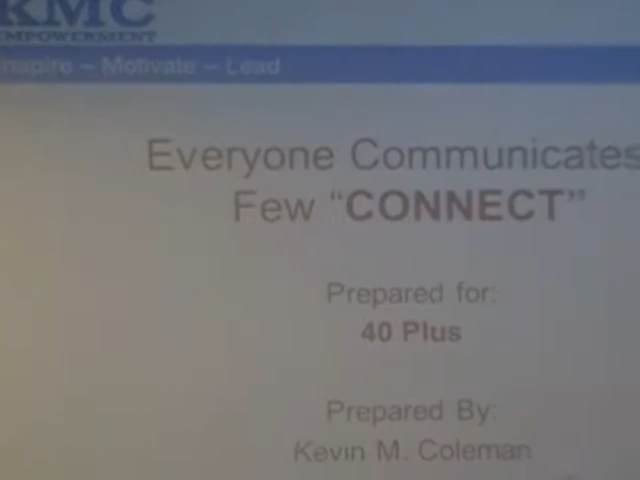 KMC
EMPOWERMENT
Inspire – Motivate – Lead
Everyone Communicates
Few “CONNECT”
Prepared for:
40 Plus
Prepared By:
Kevin M. Coleman